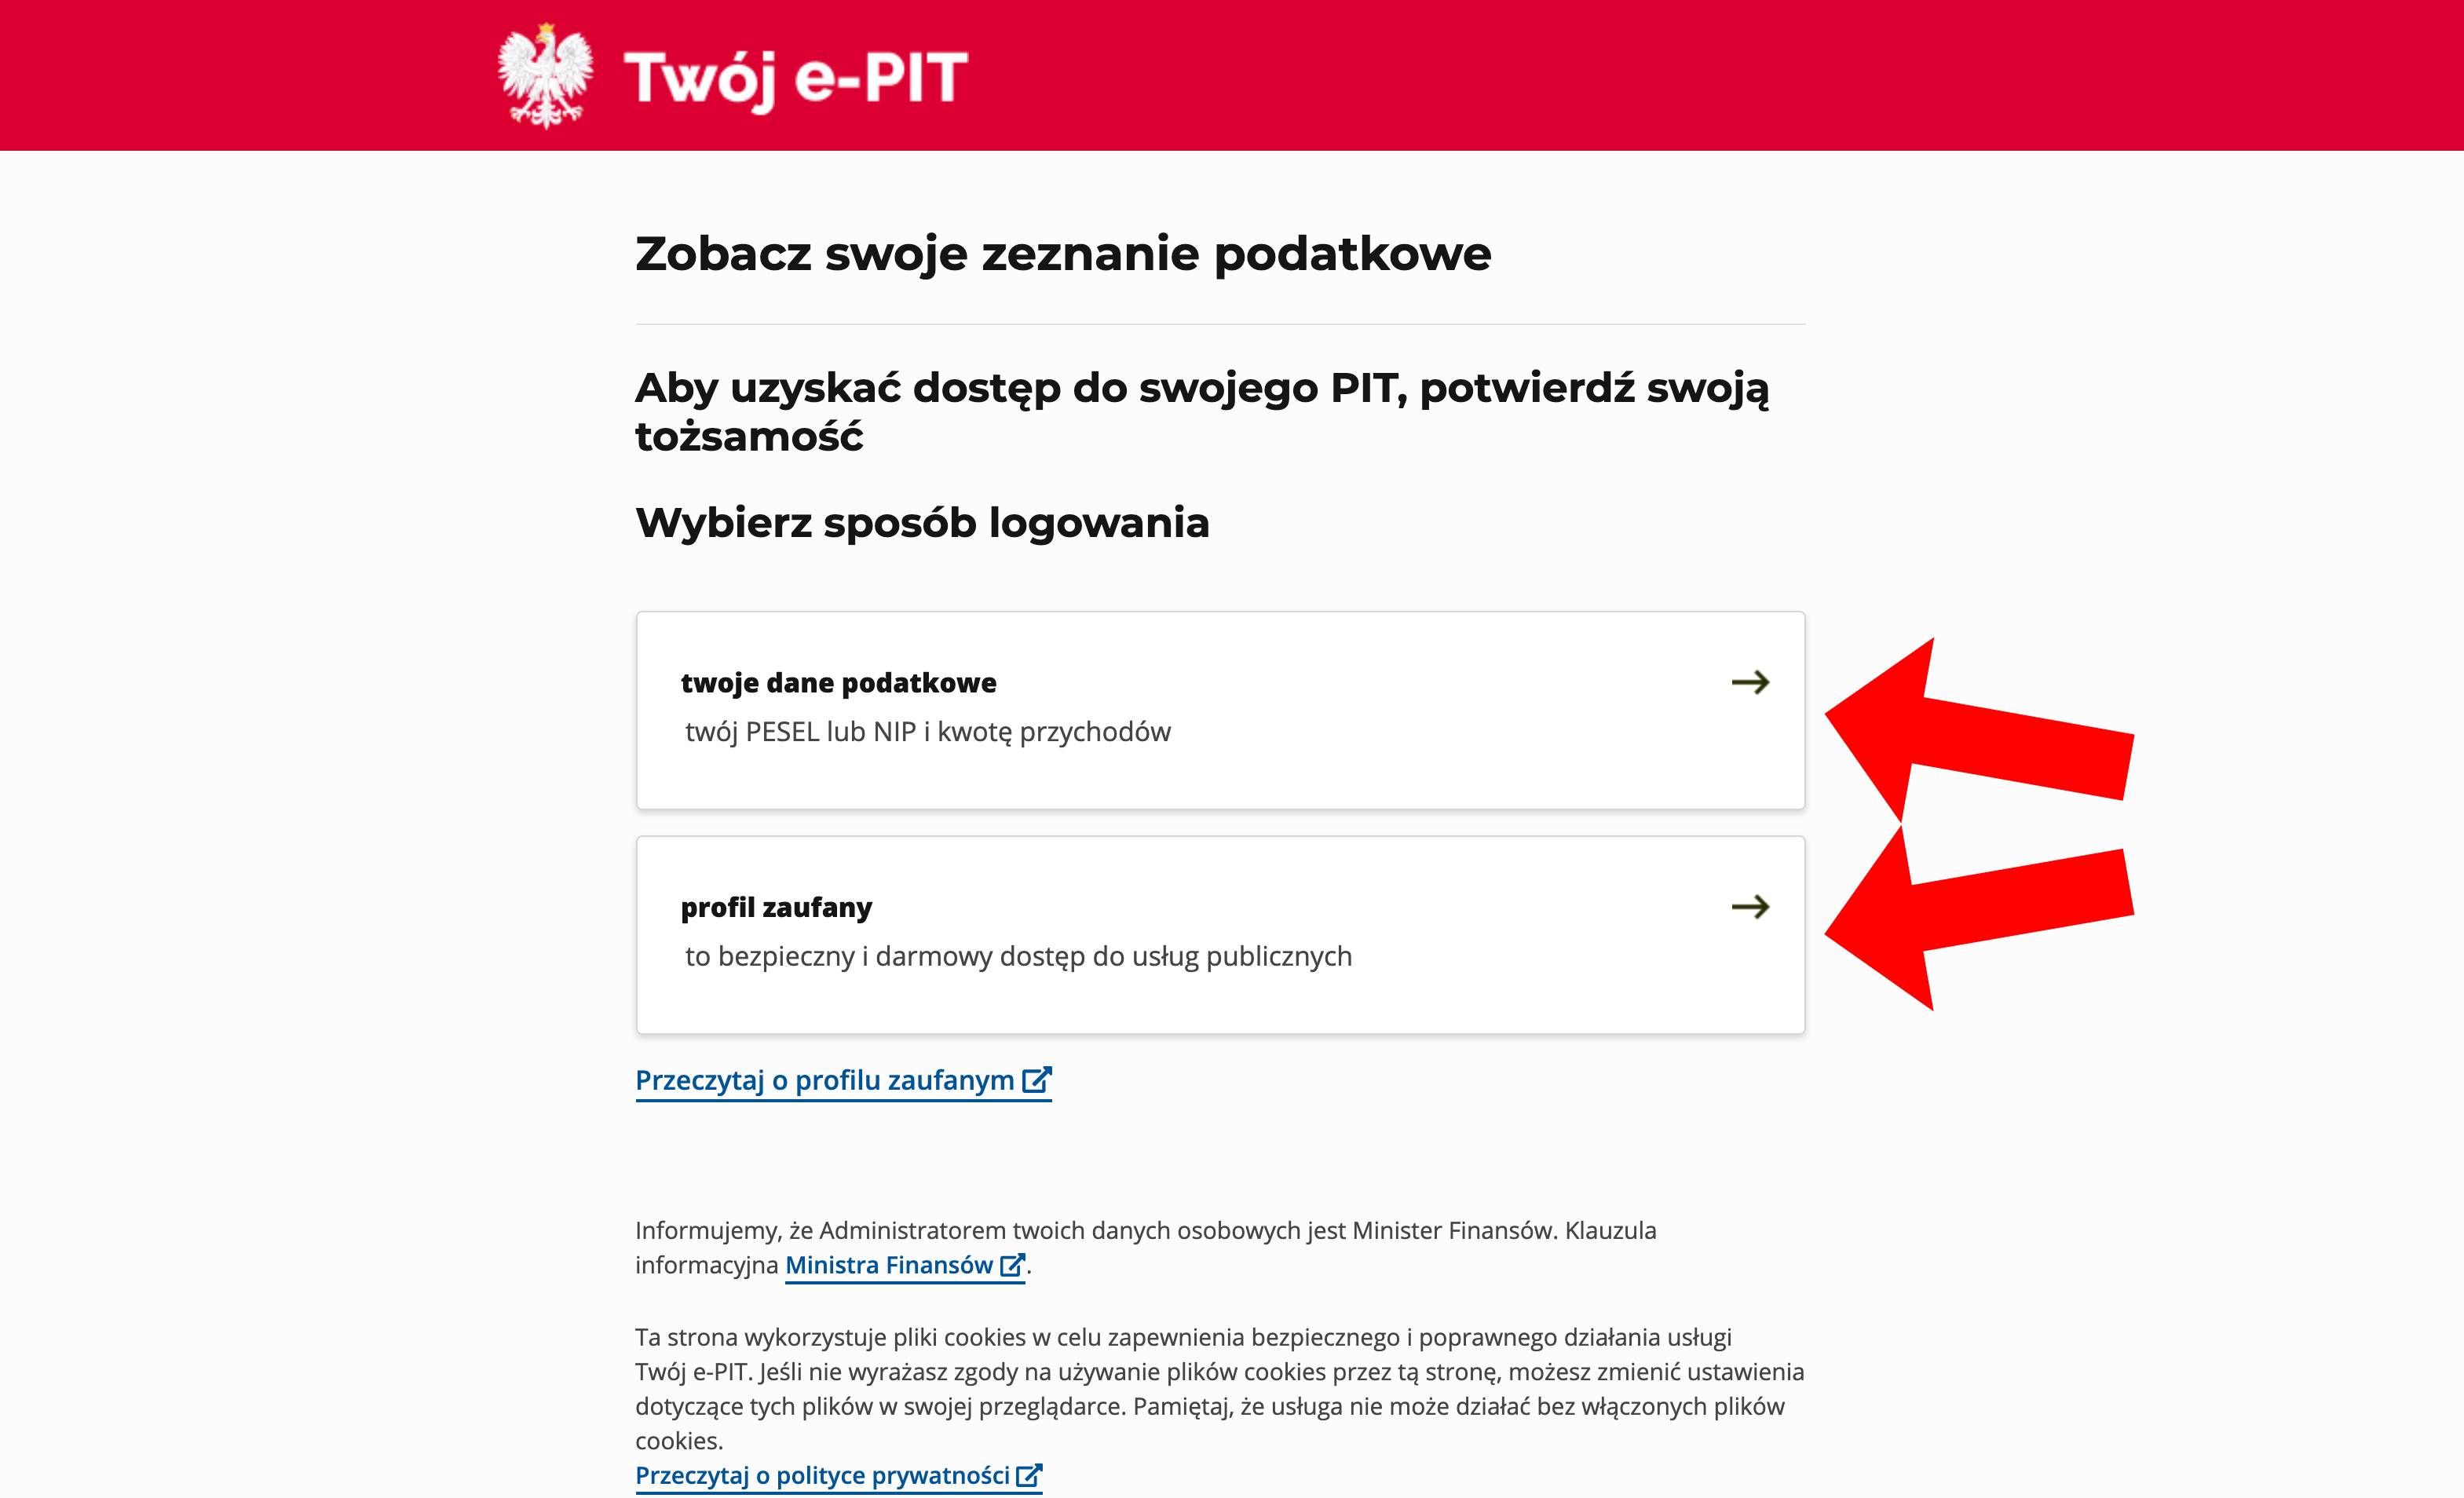 Twój e-PIT
Zobacz swoje zeznanie podatkowe
Aby uzyskać dostęp do swojego PIT, potwierdź swoją
tożsamość
Wybierz sposób logowania
twoje dane podatkowe
twój PESEL lub NIP i kwotę przychodów
profil zaufany
to bezpieczny i darmowy dostęp do usług publicznych
Przeczytaj o profilu zaufanym
Informujemy, że Administratorem twoich danych osobowych jest Minister Finansów. Klauzula
informacyjna Ministra Finansów.
Ta strona wykorzystuje pliki cookies w celu zapewnienia bezpiecznego i poprawnego działania usługi
Twój e-PIT. Jeśli nie wyrażasz zgody na używanie plików cookies przez tą stronę, możesz zmienić ustawienia
dotyczące tych plików w swojej przeglądarce. Pamiętaj, że usługa nie może działać bez włączonych plików
cookies.
Przeczytaj o polityce prywatności